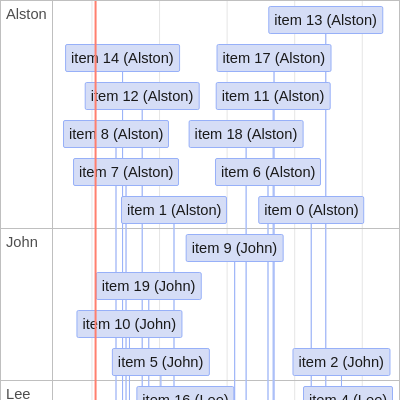 Alston
item 13 (Alston)
item 14 (Alston)
item 17 (Alston)
item 12 (Alston)
item 11 (Alston)
item 8 (Alston)
item 18 (Alston)
item 7 (Alston)
item 6 (Alston)
item 1 (Alston)
item 0 (Alston)
John
item 9 (John)
item 19 (John)
item 10 (John)
item 5 (John)
item 2 (John)
Lee
item 16 (Lee)
item 4 (Lee)